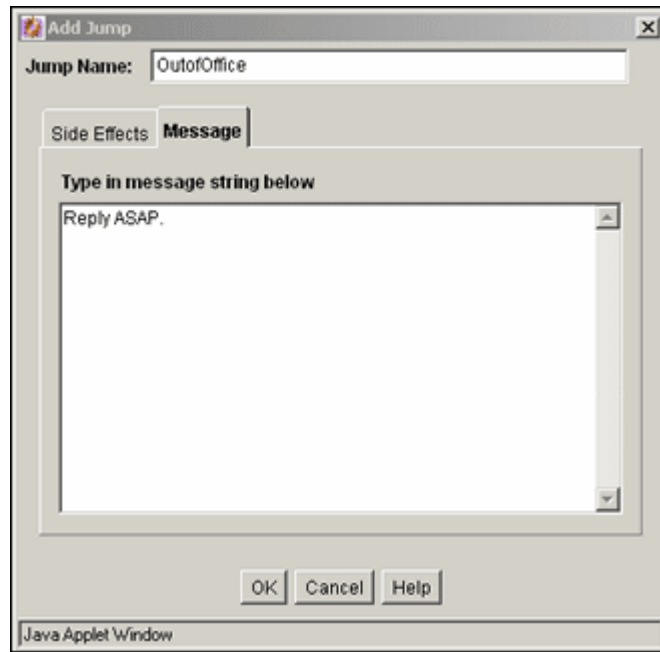 Add Jump
Jump Name: OutofOffice
Side Effects Message
Type in message string below
Reply ASAP.
OK Cancel Help
Java Applet Window